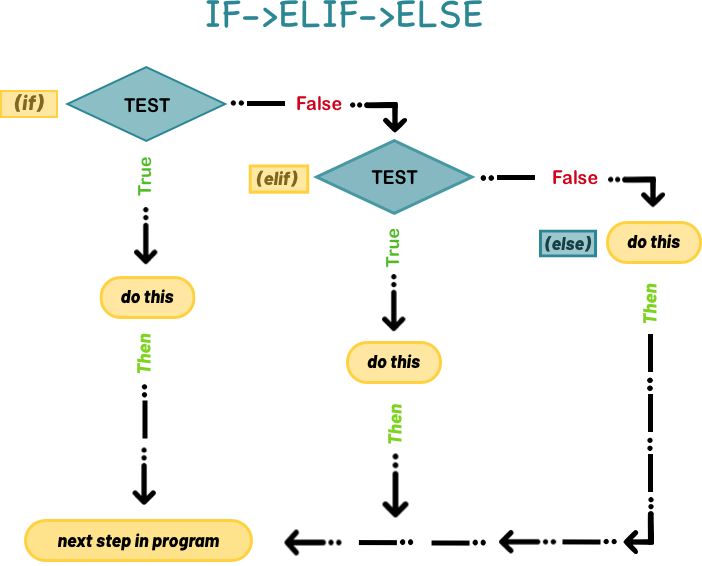 IF->ELIF->ELSE
(if)
TEST
False
True
(elif)
TEST
False
True
(else)
do this
do this
Then
Then
do this
Then
next step in program